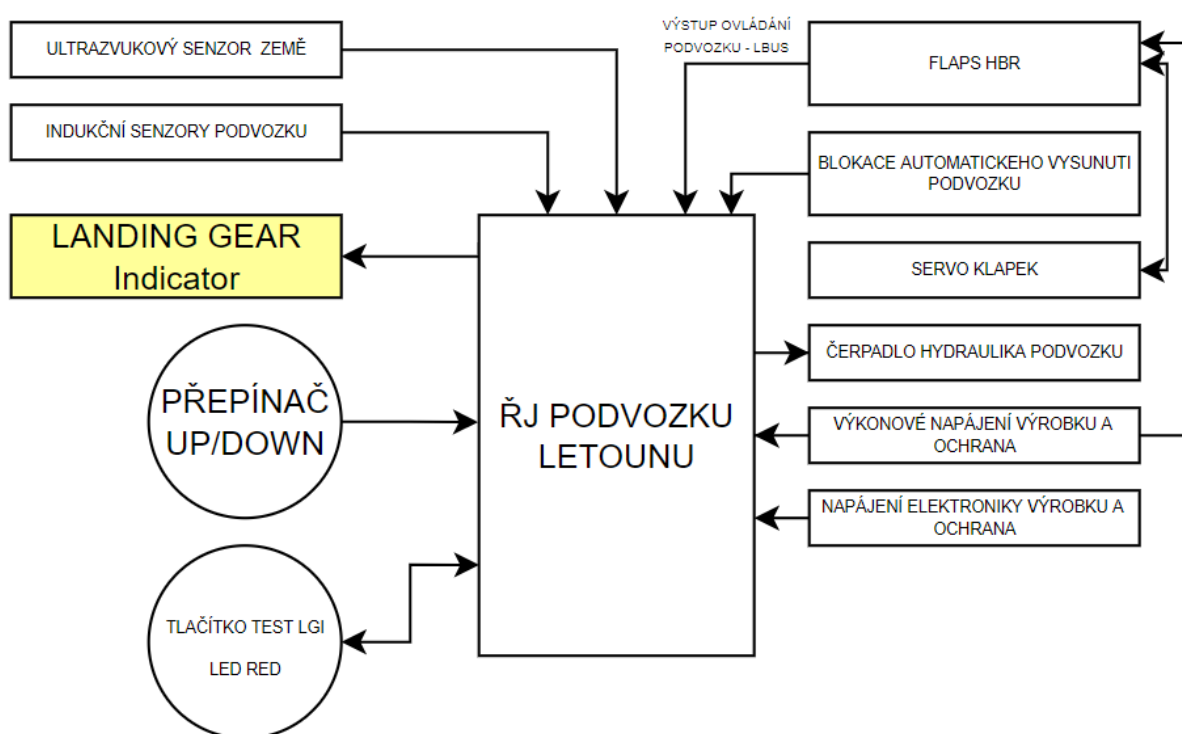 ULTRAZVUKOVÝ SENZOR ZEMĚ
INDUKČNÍ SENZORY PODVOZKU
LANDING GEAR
Indicator
PŘEPÍNAČ
UP/DOWN
TLAČÍTKO TEST LGI
LED RED
ŘJ PODVOZKU
LETOUNU
VÝSTUP OVLÁDÁNÍ
PODVOZKU - LBUS
FLAPS HBR
BLOKACE AUTOMATICKEHO VYSUNUTI
PODVOZKU
SERVO KLAPEK
ČERPADLO HYDRAULIKA PODVOZKU
VÝKONOVÉ NAPÁJENÍ VÝROBKU A
OCHRANA
NAPÁJENÍ ELEKTRONIKY VÝROBKU A
OCHRANA